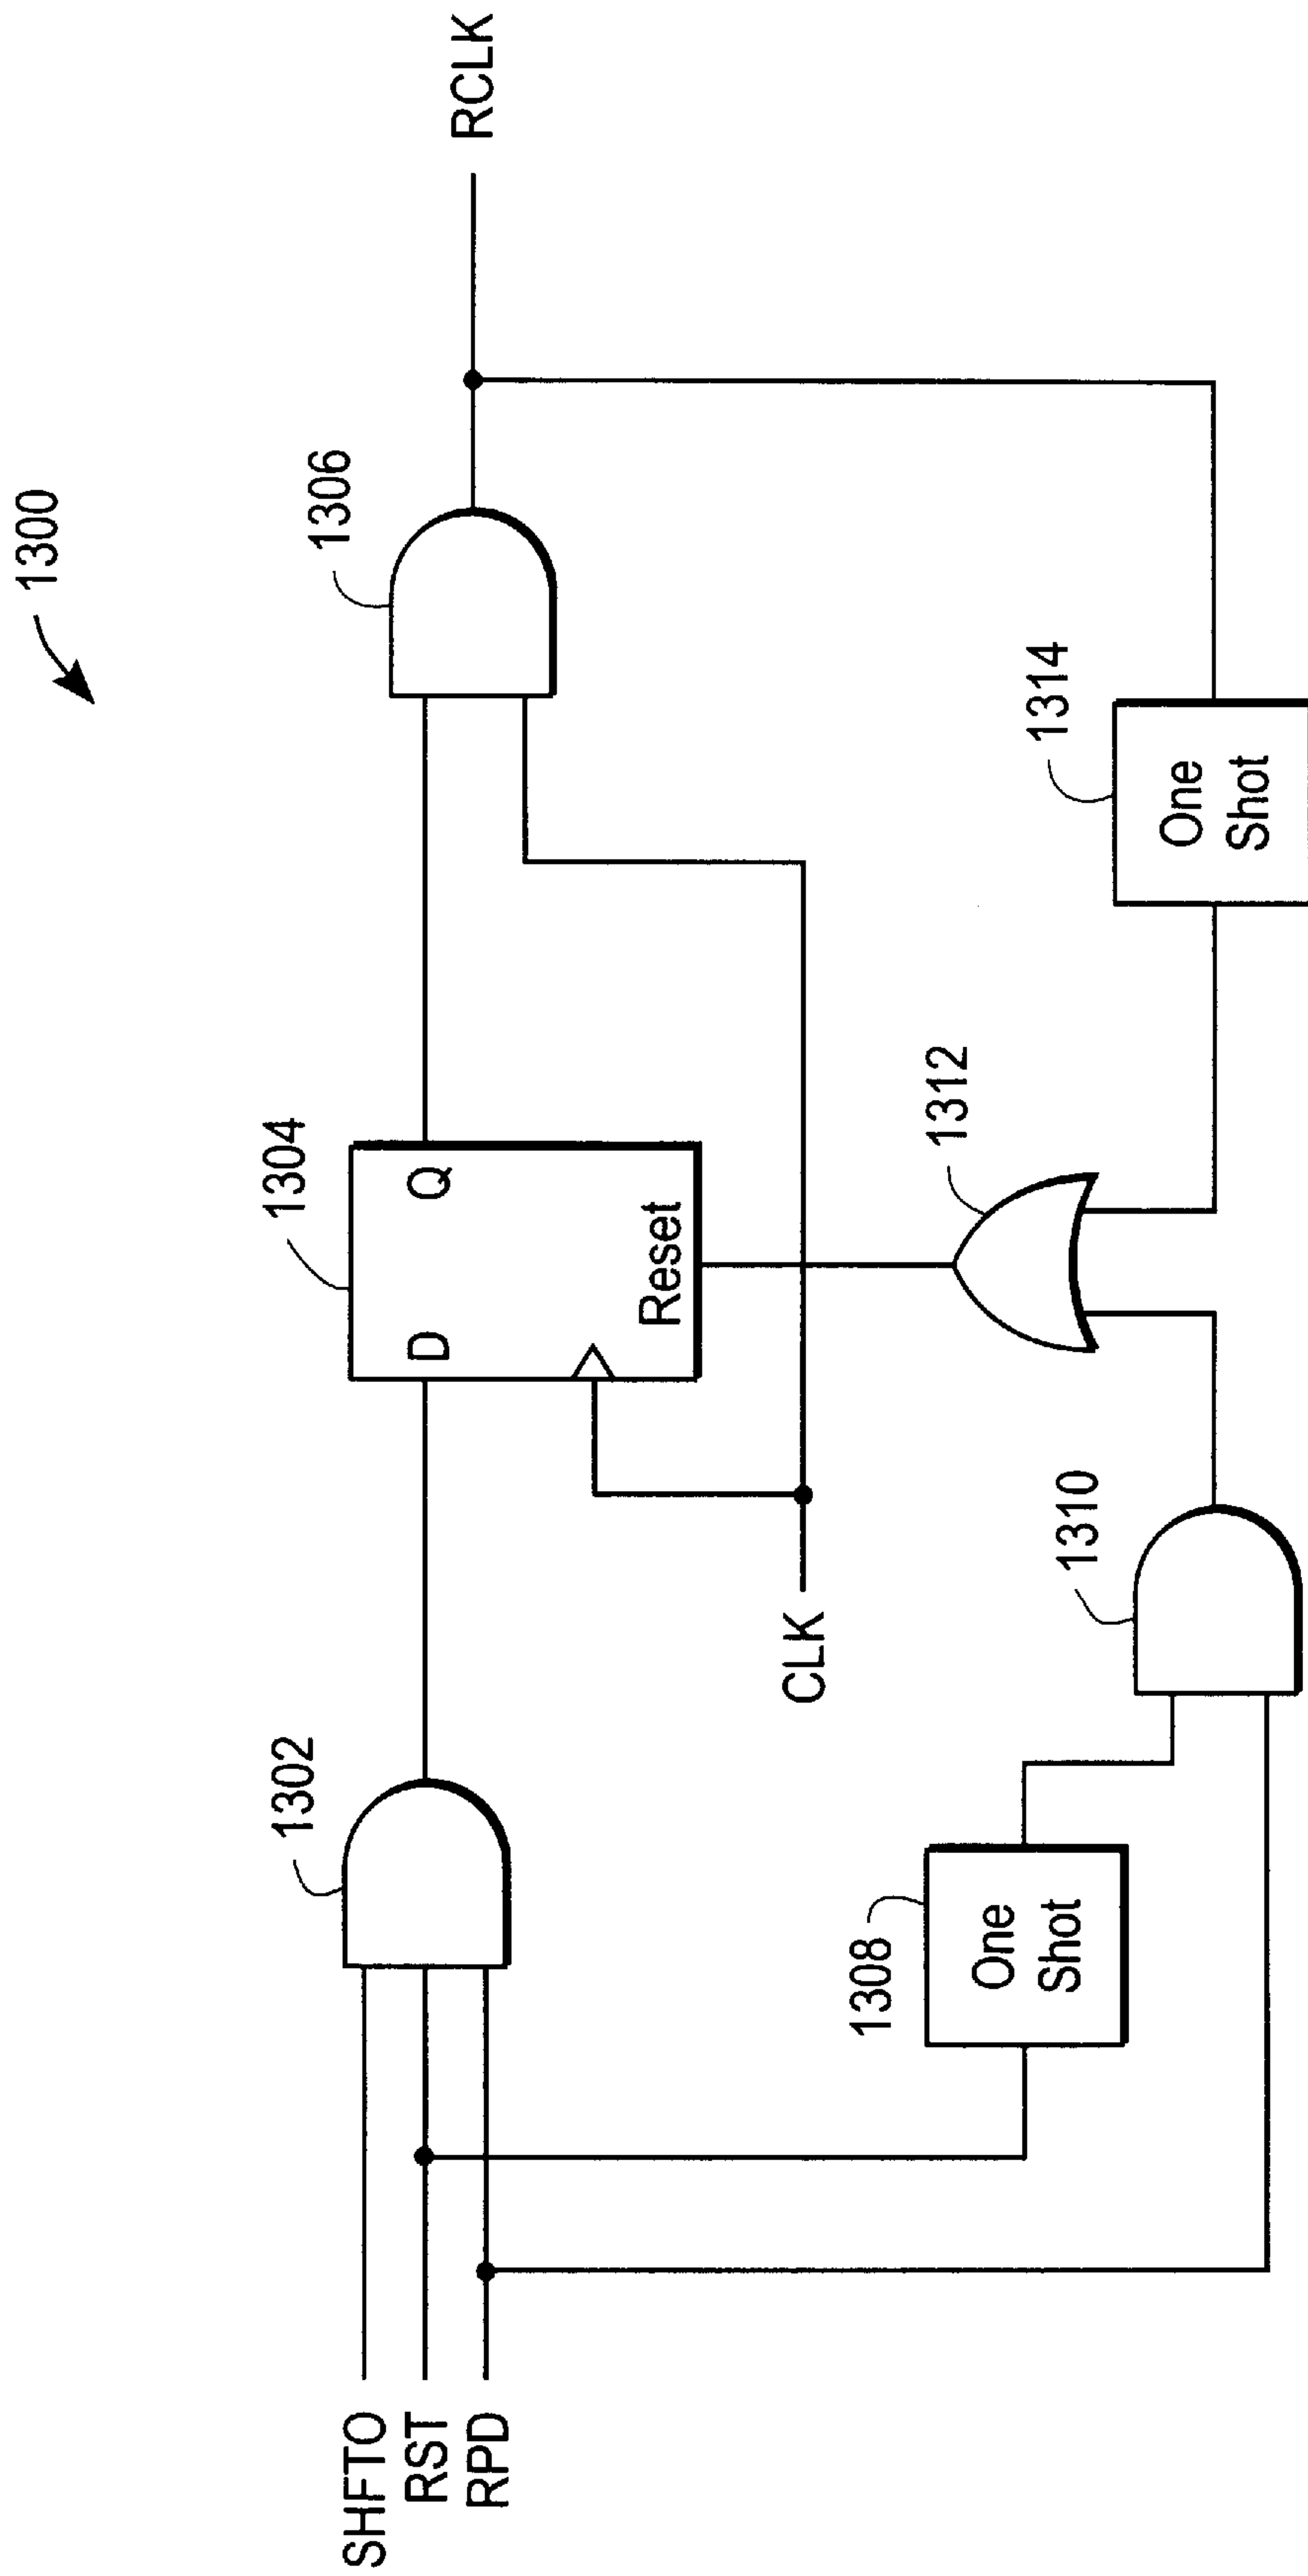 1300
SHFTO
RST
RPD
1302
1304
D
Q
Reset
1306
RCLK
CLK
1308
One
Shot
1310
1312
1314
One
Shot